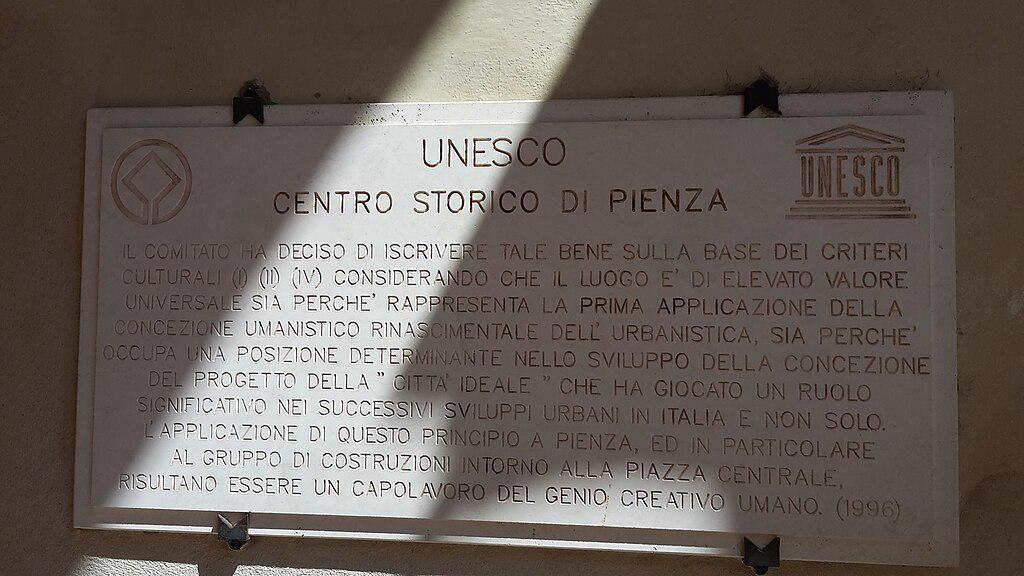 UNESCO
UNESCO
CENTRO STORICO DI PIENZA
IL COMITATO HA DECISO DI ISCRIVERE TALE BENE SULLA BASE DEI CRITERI
CULTURALI (I) (II) (IV) CONSIDERANDO CHE IL LUOGO E' DI ELEVATO VALORE
UNIVERSALE SIA PERCHE' RAPPRESENTA LA PRIMA APPLICAZIONE DELLA
CONCEZIONE UMANISTICO RINASCIMENTALE DELL' URBANISTICA, SIA PERCHE'
OCCUPA UNA POSIZIONE DETERMINANTE NELLO SVILUPPO DELLA CONCEZIONE
DEL PROGETTO DELLA " CITTA' IDEALE " CHE HA GIOCATO UN RUOLO
SIGNIFICATIVO NEI SUCCESSIVI SVILUPPI URBANI IN ITALIA E NON SOLO.
L'APPLICAZIONE DI QUESTO PRINCIPIO A PIENZA, ED IN PARTICOLARE
AL GRUPPO DI COSTRUZIONI INTORNO ALLA PIAZZA CENTRALE,
RISULTANO ESSERE UN CAPOLAVORO DEL GENIO CREATIVO UMANO. (1996)